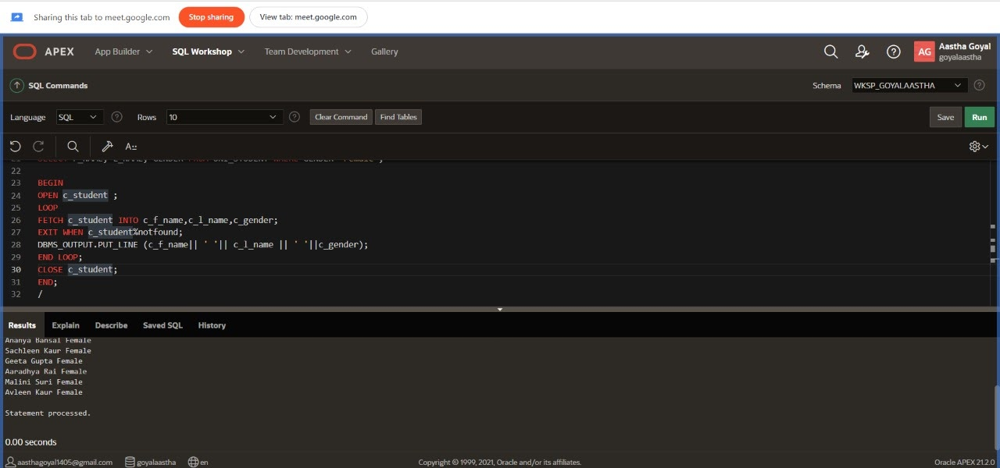 Sharing this tab to meet.google.com Stop sharing View tab: meet.google.com
APEX App Builder SQL Workshop Team Development Gallery AG Aastha Goyal
goyalaastha
SQL Commands Schema WKSP_GOYALAASTHA
Language SQL Rows 10 Clear Command Find Tables Save Run
22
23 BEGIN
24 OPEN c_student ;
25 LOOP
26 FETCH c_student INTO c_f_name,c_l_name,c_gender;
27 EXIT WHEN c_student%notfound;
28 DBMS_OUTPUT.PUT_LINE (c_f_name|| ' '|| c_l_name || ' '||c_gender);
29 END LOOP;
30 CLOSE c_student;
31 END;
32 /
Results Explain Describe Saved SQL History
Ananya Bansal Female
Sachleen Kaur Female
Geeta Gupta Female
Aaradhya Rai Female
Malini Suri Female
Avleen Kaur Female
Statement processed.
0.00 seconds
aasthagoyal1405@gmail.com goyalaastha en Copyright © 1999, 2021, Oracle and/or its affiliates. Oracle APEX 21.2.0